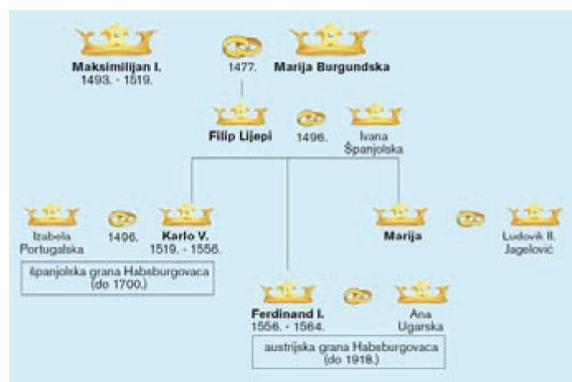 Maksimilijan I.
1493. - 1519.
1477.
Marija Burgundska
Filip Lijepi
1496.
Ivana
Španjolska
Izabela
Portugalska
1496.
Karlo V.
1519. - 1556.
Marija
Ludovik II.
Jagelović
španjolska grana Habsburgovaca
(do 1700.)
Ferdinand I.
1556. - 1564.
Ana
Ugarska
austrijska grana Habsburgovaca
(do 1918.)